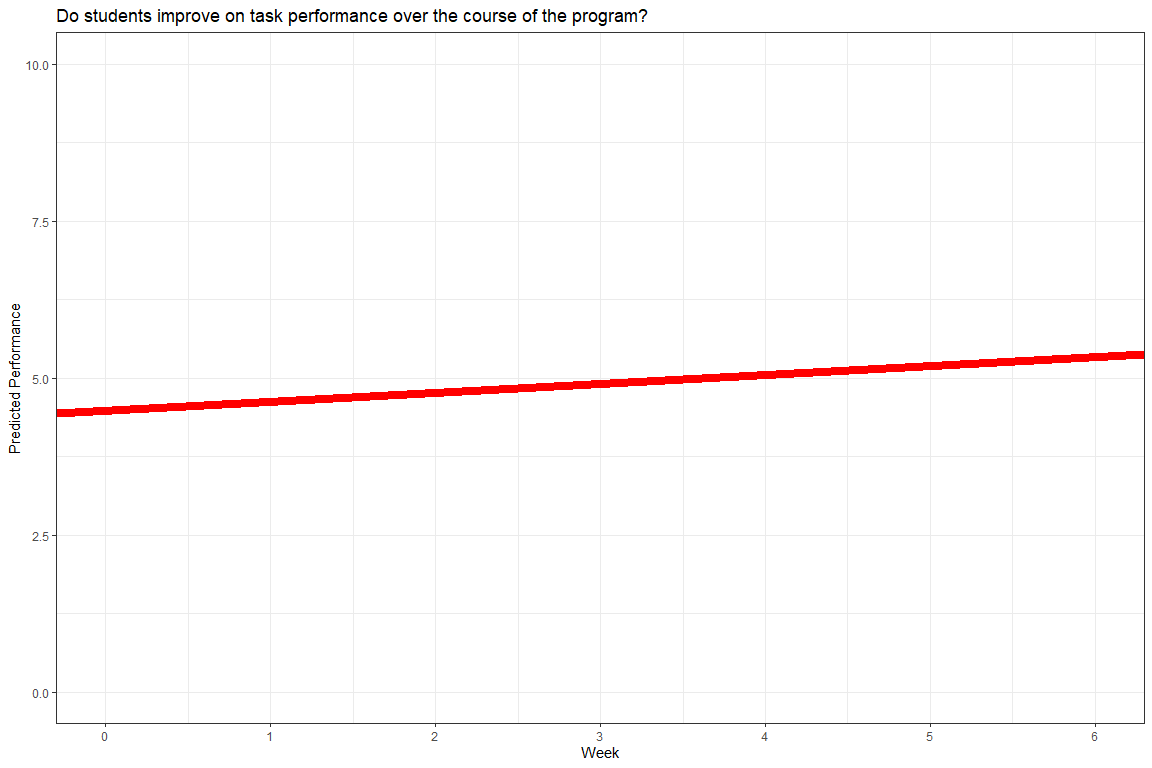 Do students improve on task performance over the course of the program?
Predicted Performance
10.0
7.5
5.0
2.5
0.0
0 1 2 3 4 5 6
Week